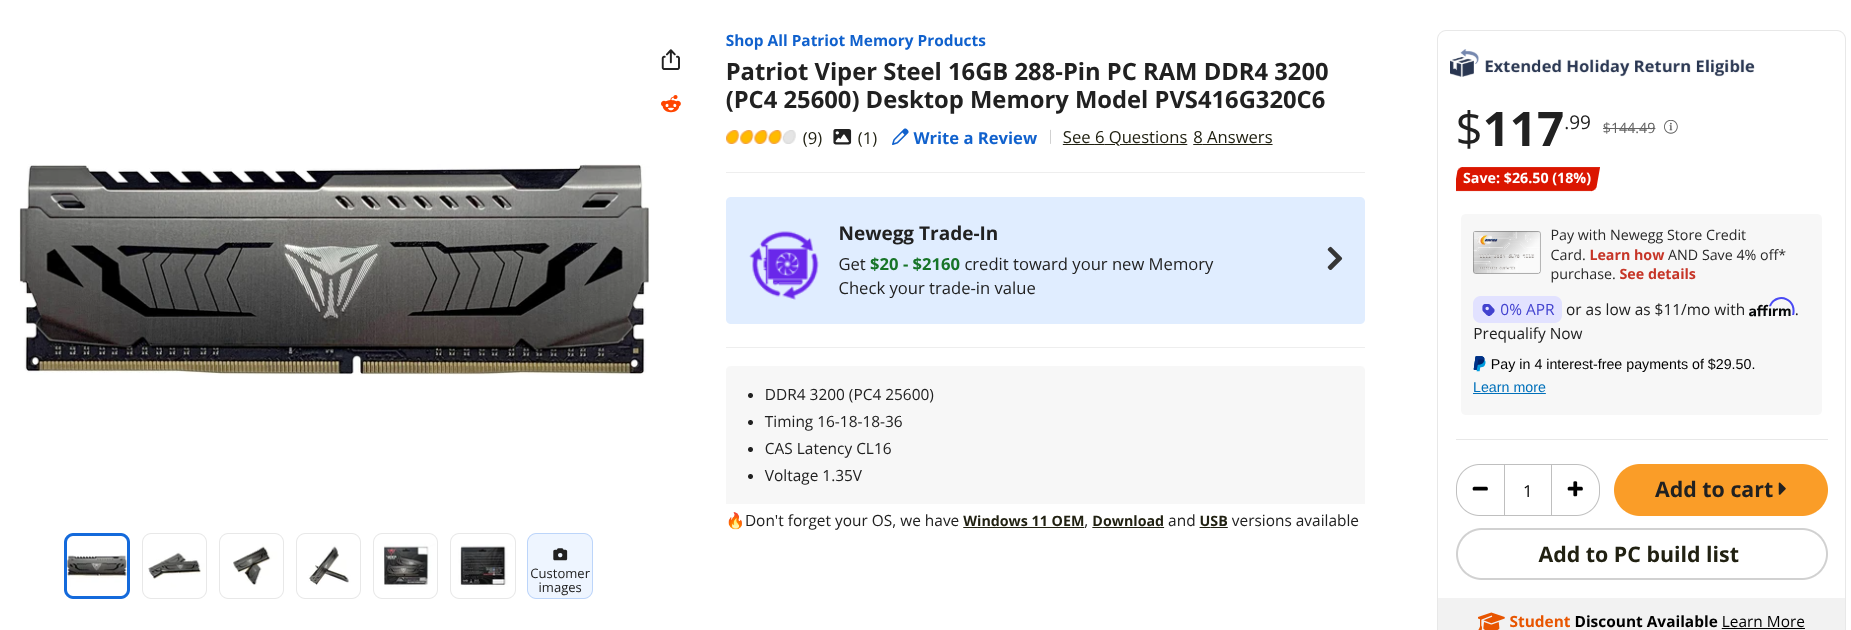 Shop All Patriot Memory Products
Patriot Viper Steel 16GB 288-Pin PC RAM DDR4 3200
(PC4 25600) Desktop Memory Model PVS416G320C6
(9) (1) Write a Review See 6 Questions 8 Answers
Newegg Trade-In
Get $20 - $2160 credit toward your new Memory
Check your trade-in value
• DDR4 3200 (PC4 25600)
• Timing 16-18-18-36
• CAS Latency CL16
• Voltage 1.35V
🔥Don't forget your OS, we have Windows 11 OEM, Download and USB versions available
Customer
images
Extended Holiday Return Eligible
$117.99 $144.49
Save: $26.50 (18%)
Pay with Newegg Store Credit
Card. Learn how AND Save 4% off*
purchase. See details
0% APR or as low as $11/mo with affirm.
Prequalify Now
Pay in 4 interest-free payments of $29.50.
Learn more
− 1 + Add to cart
Add to PC build list
Student Discount Available Learn More